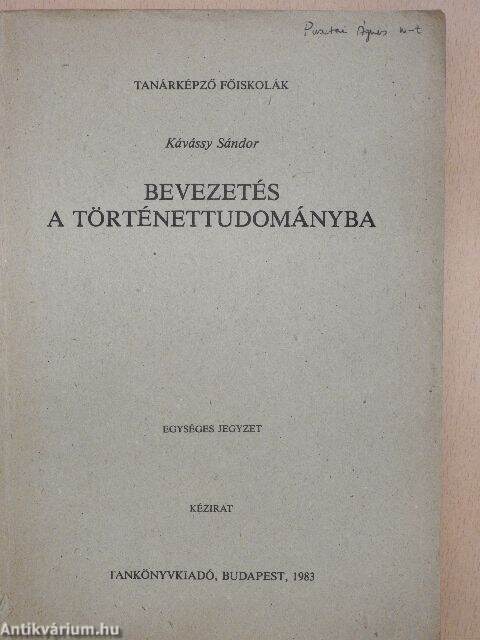 Pusztai Ágnes
TANÁRKÉPZŐ FŐISKOLÁK
Kávássy Sándor
BEVEZETÉS
A TÖRTÉNETTUDOMÁNYBA
EGYSÉGES JEGYZET
KÉZIRAT
TANKÖNYVKIADÓ, BUDAPEST, 1983
Antikvárium.hu